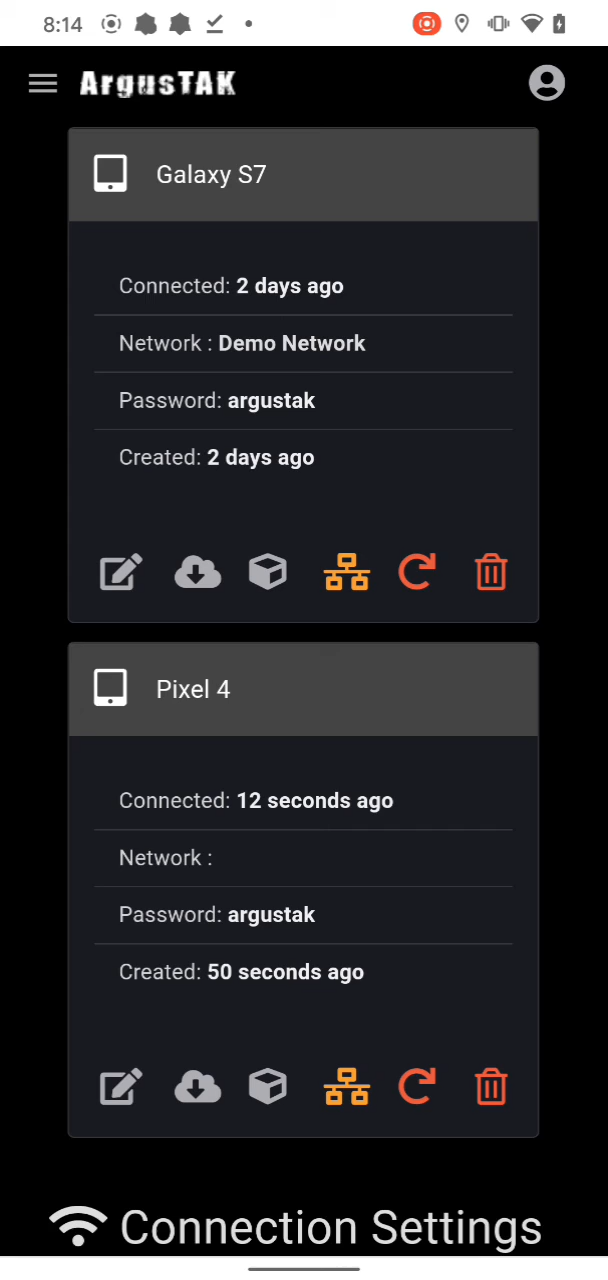 8:14
ArgusTAK
Galaxy S7
Connected: 2 days ago
Network : Demo Network
Password: argustak
Created: 2 days ago
Pixel 4
Connected: 12 seconds ago
Network :
Password: argustak
Created: 50 seconds ago
Connection Settings